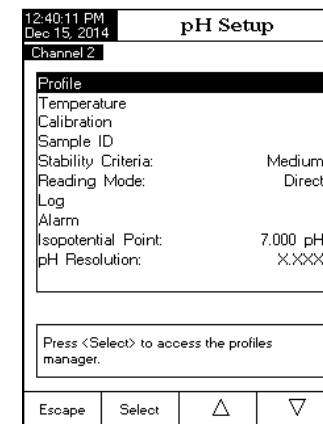 12:40:11 PM
Dec 15, 2014
pH Setup
Channel 2
Profile
Temperature
Calibration
Sample ID
Stability Criteria: Medium
Reading Mode: Direct
Log
Alarm
Isopotential Point: 7.000 pH
pH Resolution: X.XXX
Press <Select> to access the profiles
manager.
Escape Select △ ▽